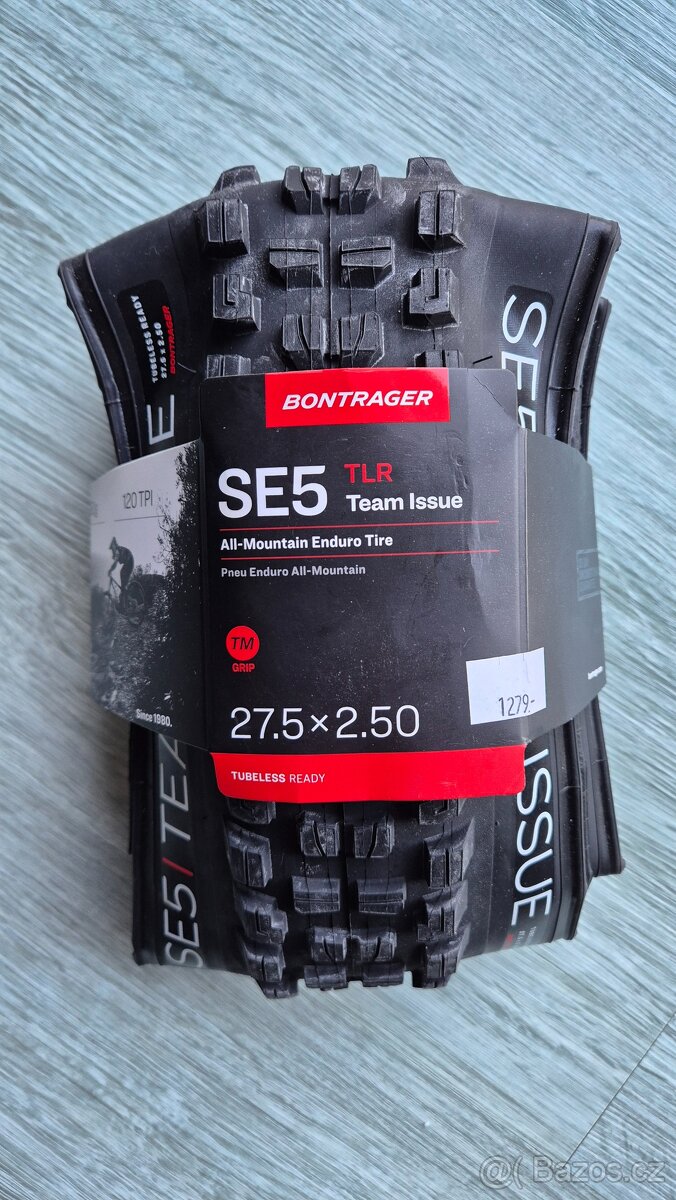 TUBELESS READY
27.5 x 2.50
BONTRAGER
E
SE5
BONTRAGER
SE5 TLR
Team Issue
All-Mountain Enduro Tire
Pneu Enduro All-Mountain
120 TPI
TM
GRIP
1279.-
27.5×2.50
Since 1980.
TUBELESS READY
SE5/TEA
ISSUE
@( Bazos.cz